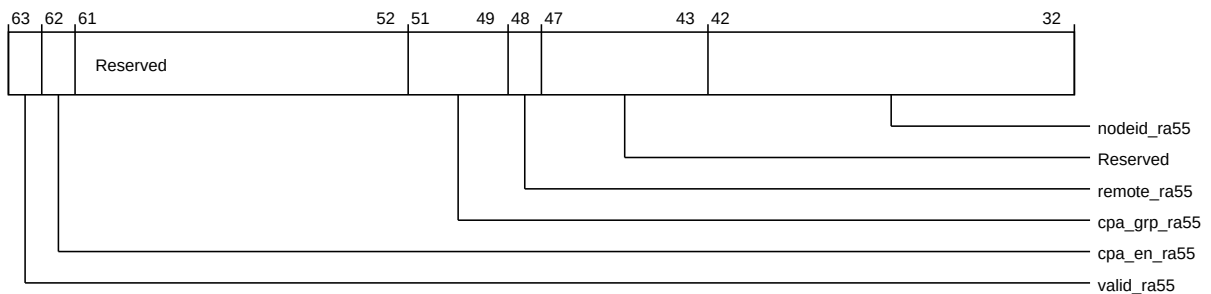 63 62 61 52 51 49 48 47 43 42 32
Reserved
nodeid_ra55
Reserved
remote_ra55
cpa_grp_ra55
cpa_en_ra55
valid_ra55